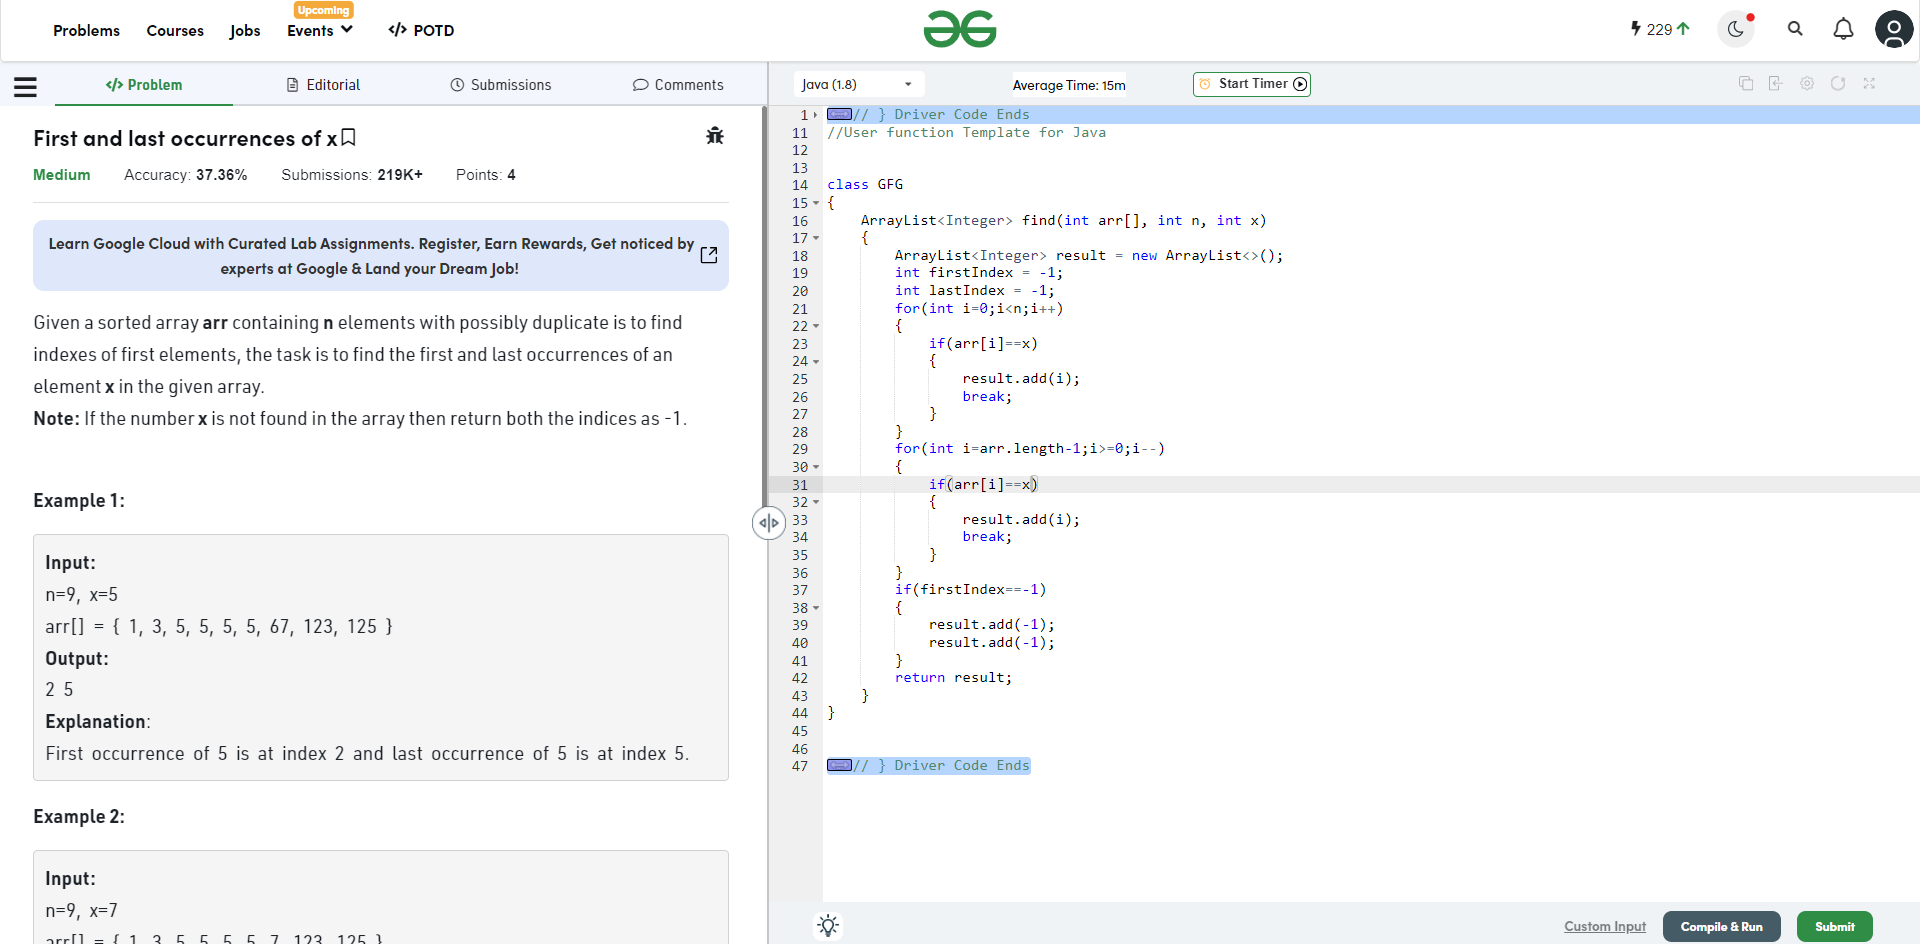 Upcoming
Problems Courses Jobs Events </> POTD
229
</> Problem Editorial Submissions Comments
First and last occurrences of x
Medium Accuracy: 37.36% Submissions: 219K+ Points: 4
Learn Google Cloud with Curated Lab Assignments. Register, Earn Rewards, Get noticed by
experts at Google & Land your Dream Job!
Given a sorted array arr containing n elements with possibly duplicate is to find
indexes of first elements, the task is to find the first and last occurrences of an
element x in the given array.
Note: If the number x is not found in the array then return both the indices as -1.
Example 1:
Input:
n=9, x=5
arr[] = { 1, 3, 5, 5, 5, 5, 67, 123, 125 }
Output:
2 5
Explanation:
First occurrence of 5 is at index 2 and last occurrence of 5 is at index 5.
Example 2:
Input:
n=9, x=7
arr[] = { 1, 3, 5, 5, 5, 5, 7, 123, 125 }
Java (1.8) Average Time: 15m Start Timer
1 // } Driver Code Ends
11 //User function Template for Java
12
13
14 class GFG
15 {
16 ArrayList<Integer> find(int arr[], int n, int x)
17 {
18 ArrayList<Integer> result = new ArrayList<>();
19 int firstIndex = -1;
20 int lastIndex = -1;
21 for(int i=0;i<n;i++)
22 {
23 if(arr[i]==x)
24 {
25 result.add(i);
26 break;
27 }
28 }
29 for(int i=arr.length-1;i>=0;i--)
30 {
31 if(arr[i]==x)
32 {
33 result.add(i);
34 break;
35 }
36 }
37 if(firstIndex==-1)
38 {
39 result.add(-1);
40 result.add(-1);
41 }
42 return result;
43 }
44 }
45
46
47 // } Driver Code Ends
Custom Input Compile & Run Submit